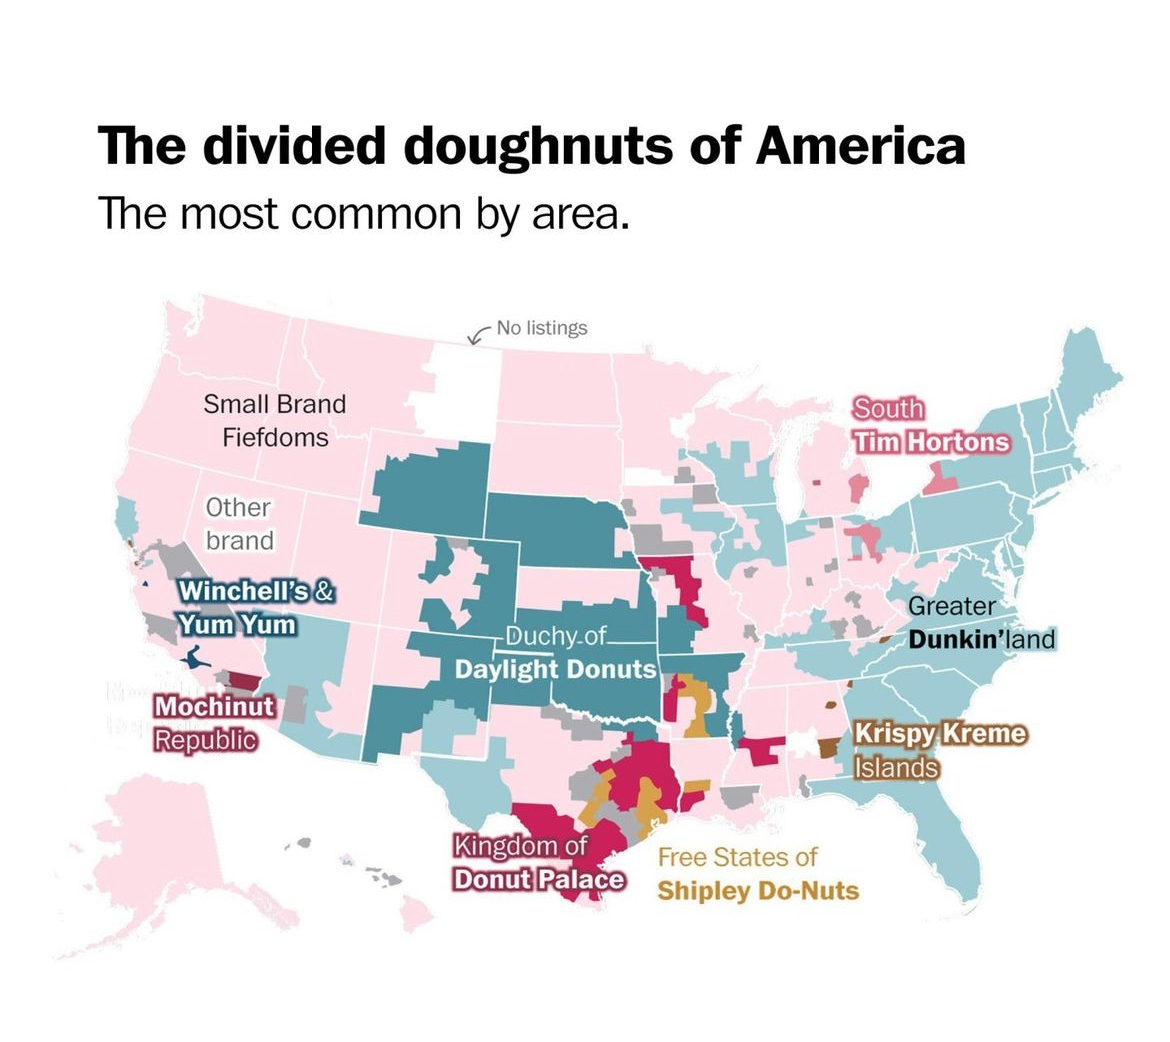 The divided doughnuts of America
The most common by area.
No listings
Small Brand
Fiefdoms
South
Tim Hortons
Other
brand
Winchell's &
Yum Yum
Greater
Dunkin'land
Duchy of
Daylight Donuts
Mochinut
Republic
Krispy Kreme
Islands
Kingdom of
Donut Palace
Free States of
Shipley Do-Nuts